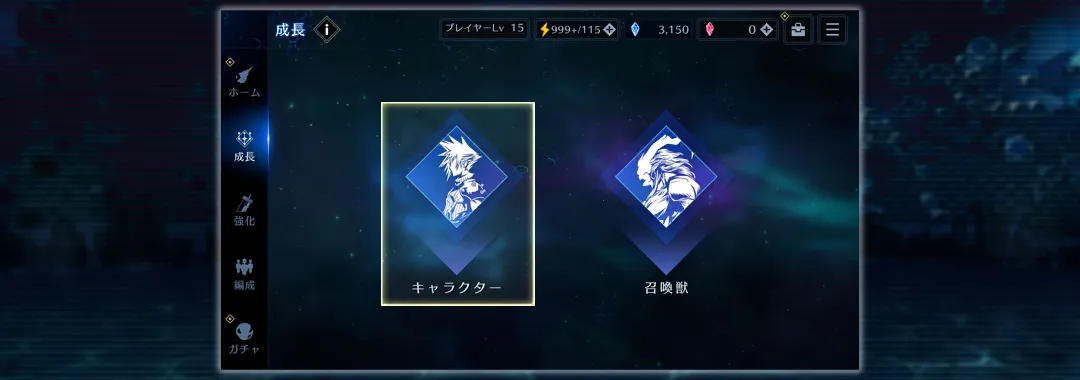 成長
i
プレイヤーLv 15
999+/115
3,150
0
ホーム
成長
強化
編成
ガチャ
キャラクター
召喚獣